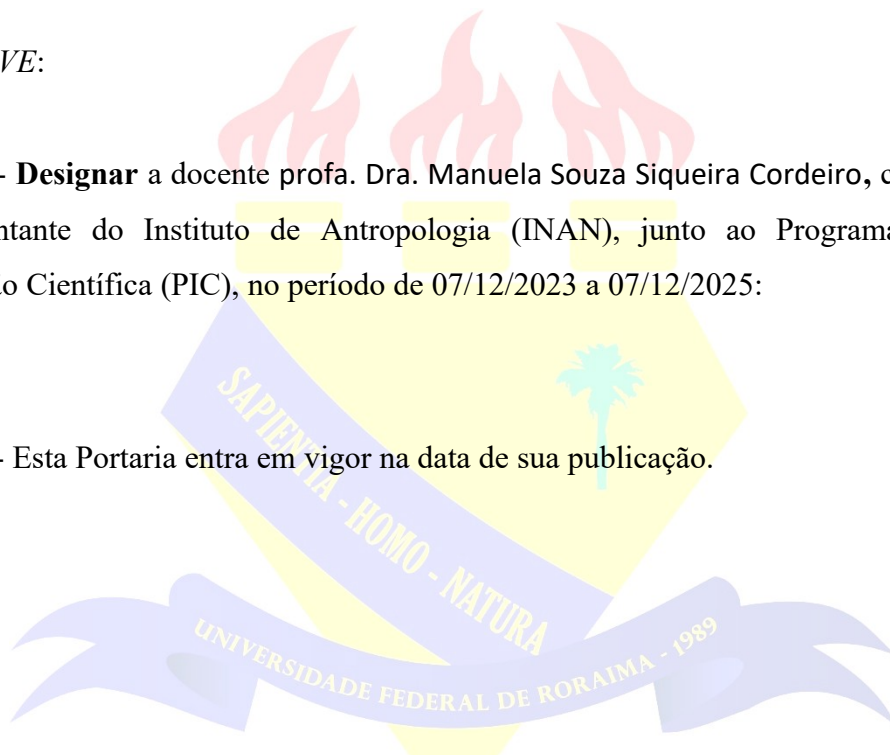 VE:
- Designar a docente profa. Dra. Manuela Souza Siqueira Cordeiro, c
ntante do Instituto de Antropologia (INAN), junto ao Programa
o Científica (PIC), no período de 07/12/2023 a 07/12/2025:
- Esta Portaria entra em vigor na data de sua publicação.
SAPIENTIA - HOMO - NATURA
UNIVERSIDADE FEDERAL DE RORAIMA - 1989